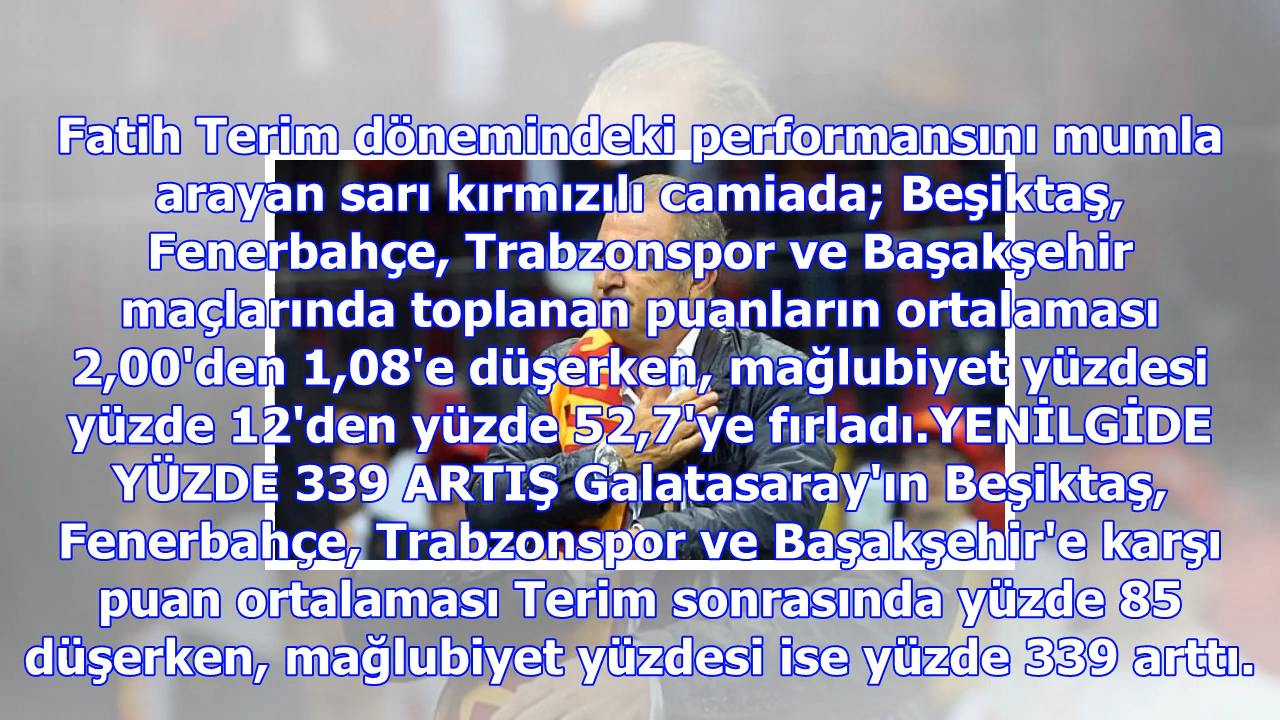 Fatih Terim dönemindeki performansını mumla
arayan sarı kırmızılı camiada; Beşiktaş,
Fenerbahçe, Trabzonspor ve Başakşehir
maçlarında toplanan puanların ortalaması
2,00'den 1,08'e düşerken, mağlubiyet yüzdesi
yüzde 12'den yüzde 52,7'ye fırladı.YENİLGİDE
YÜZDE 339 ARTIŞ Galatasaray'ın Beşiktaş,
Fenerbahçe, Trabzonspor ve Başakşehir'e karşı
puan ortalaması Terim sonrasında yüzde 85
düşerken, mağlubiyet yüzdesi ise yüzde 339 arttı.